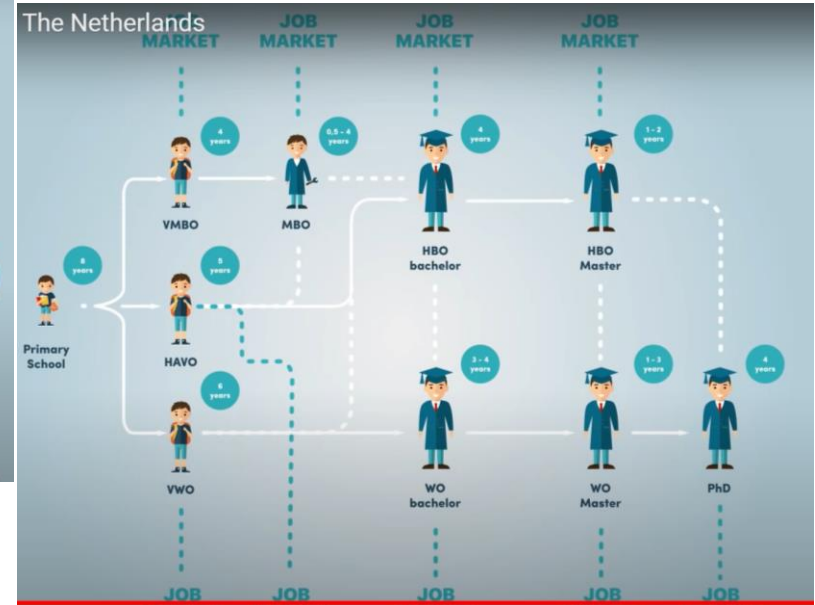 The Netherlands
JOB
MARKET
JOB
MARKET
JOB
MARKET
JOB
MARKET
4
years
0,5 - 4
years
4
years
1 - 2
years
VMBO
MBO
HBO
bachelor
HBO
Master
8
years
5
years
Primary
School
HAVO
6
years
3 - 4
years
1 - 3
years
4
years
VWO
WO
bachelor
WO
Master
PhD
JOB
JOB
JOB
JOB
JOB